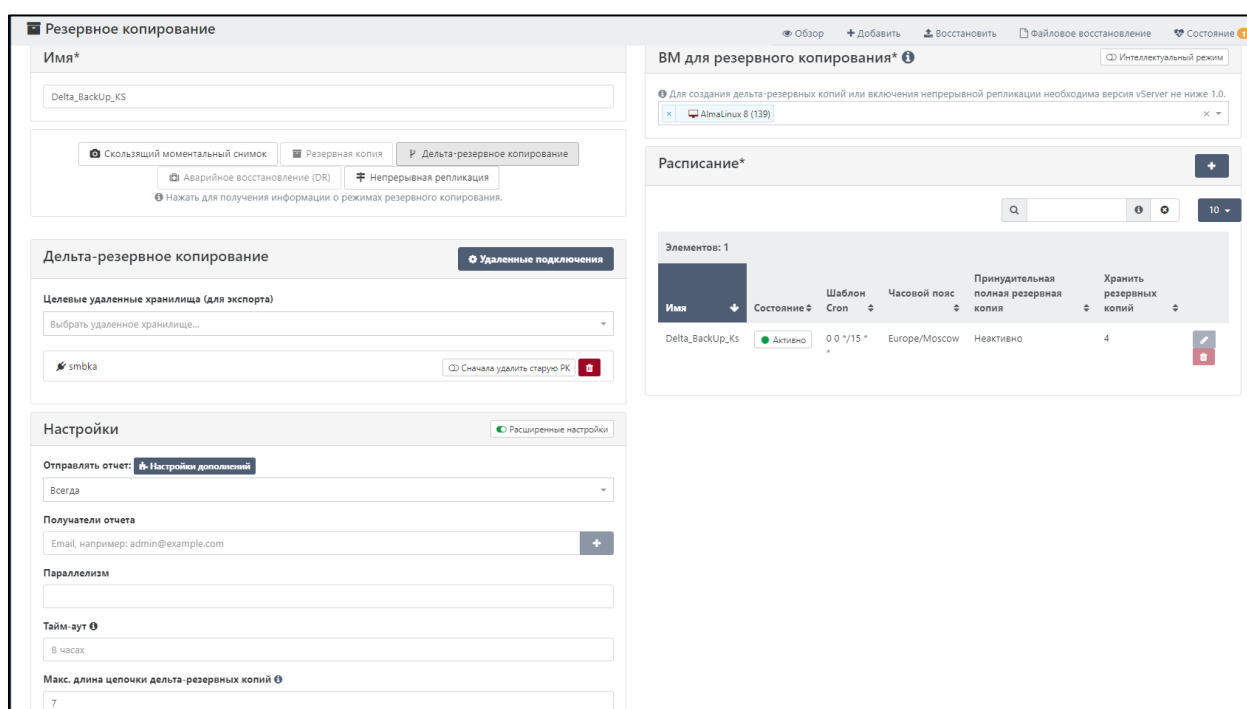 Резервное копирование
Обзор
Добавить
Восстановить
Файловое восстановление
Состояние 1
Имя*
Delta_BackUp_KS
Скользящий моментальный снимок
Резервная копия
Дельта-резервное копирование
Аварийное восстановление (DR)
Непрерывная репликация
Нажать для получения информации о режимах резервного копирования.
Дельта-резервное копирование
Удаленные подключения
Целевые удаленные хранилища (для экспорта)
Выбрать удаленное хранилище...
smbka
Сначала удалить старую РК
Настройки
Расширенные настройки
Отправлять отчет: Настройки дополнений
Всегда
Получатели отчета
Email, например: admin@example.com
Параллелизм
Тайм-аут
В часах
Макс. длина цепочки дельта-резервных копий
7
ВМ для резервного копирования*
Интеллектуальный режим
Для создания дельта-резервных копий или включения непрерывной репликации необходима версия vServer не ниже 1.0.
× AlmaLinux 8 (139)
Расписание*
10
Элементов: 1
Имя
Состояние
Шаблон
Cron
Часовой пояс
Принудительная
полная резервная
копия
Хранить
резервных
копий
Delta_BackUp_Ks
Активно
0 0 */15 *
*
Europe/Moscow
Неактивно
4